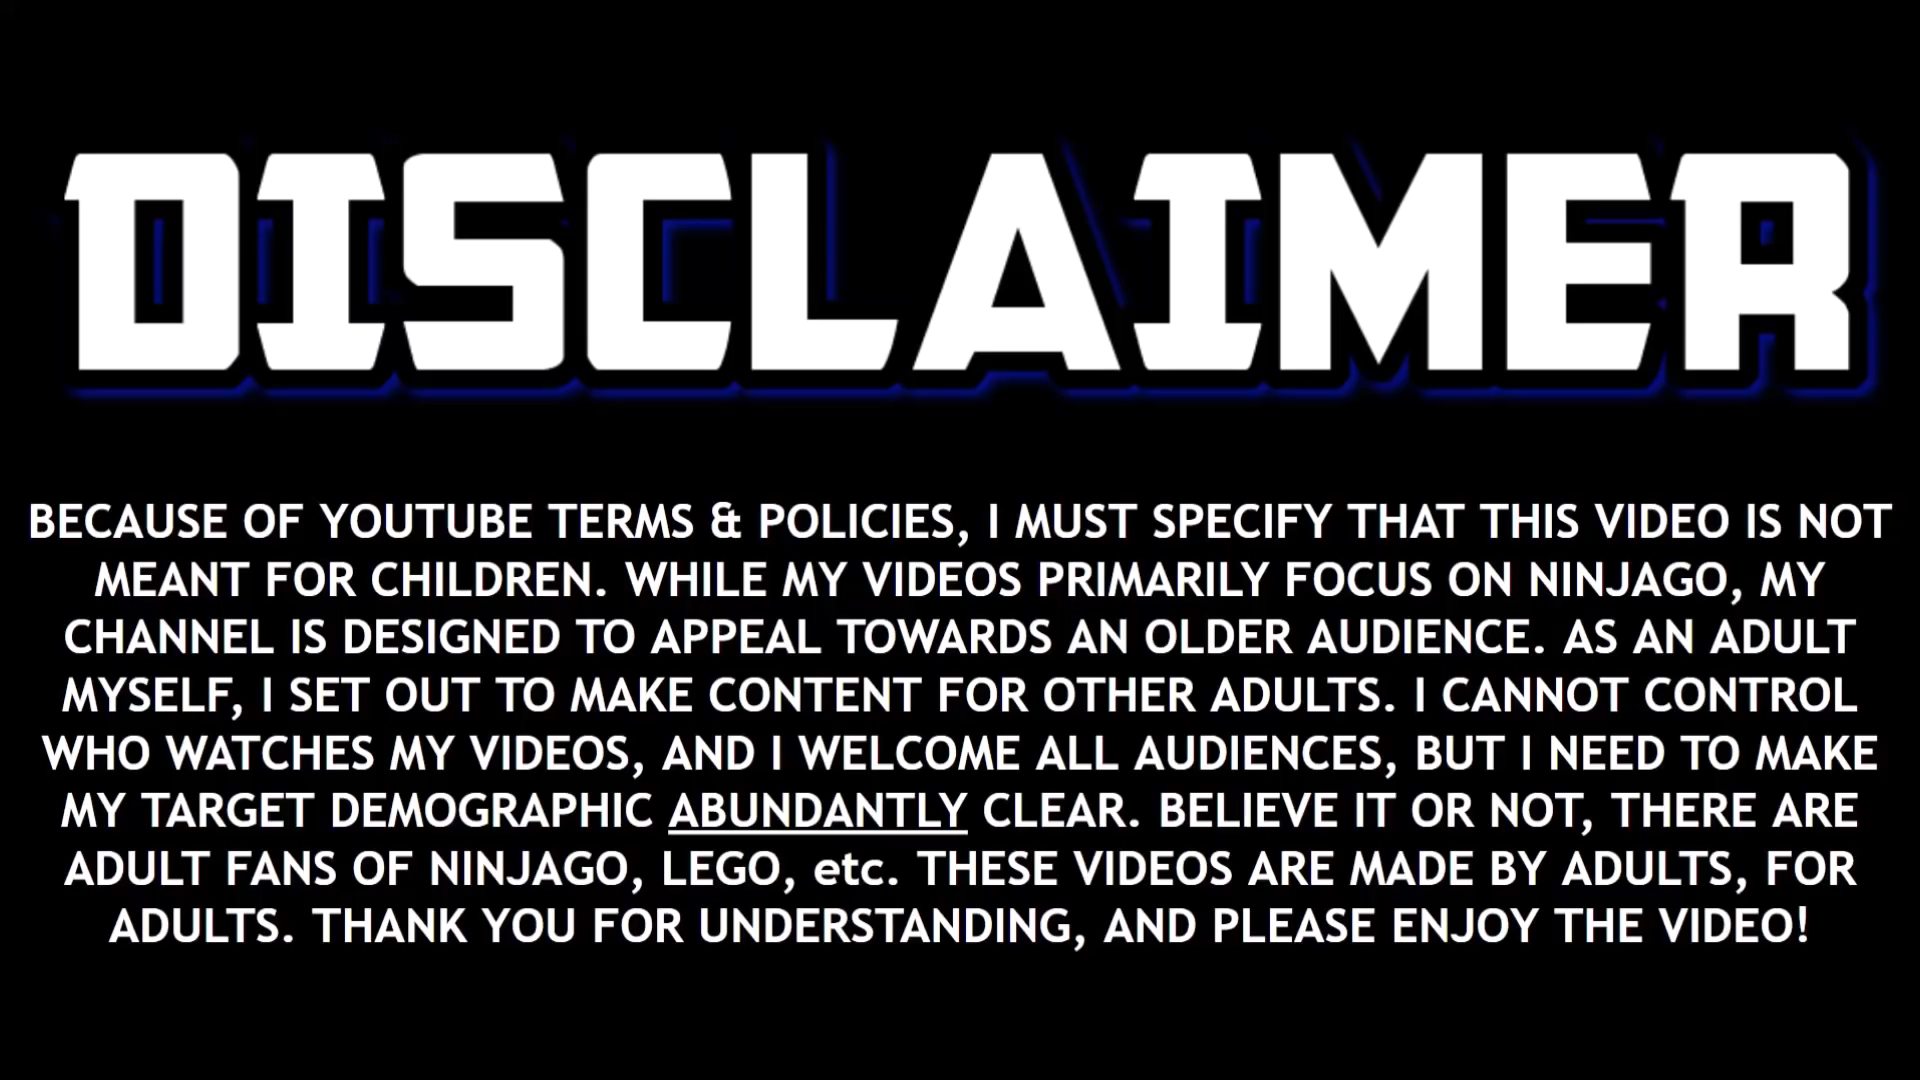 DISCLAIMER
BECAUSE OF YOUTUBE TERMS & POLICIES, I MUST SPECIFY THAT THIS VIDEO IS NOT
MEANT FOR CHILDREN. WHILE MY VIDEOS PRIMARILY FOCUS ON NINJAGO, MY
CHANNEL IS DESIGNED TO APPEAL TOWARDS AN OLDER AUDIENCE. AS AN ADULT
MYSELF, I SET OUT TO MAKE CONTENT FOR OTHER ADULTS. I CANNOT CONTROL
WHO WATCHES MY VIDEOS, AND I WELCOME ALL AUDIENCES, BUT I NEED TO MAKE
MY TARGET DEMOGRAPHIC ABUNDANTLY CLEAR. BELIEVE IT OR NOT, THERE ARE
ADULT FANS OF NINJAGO, LEGO, etc. THESE VIDEOS ARE MADE BY ADULTS, FOR
ADULTS. THANK YOU FOR UNDERSTANDING, AND PLEASE ENJOY THE VIDEO!